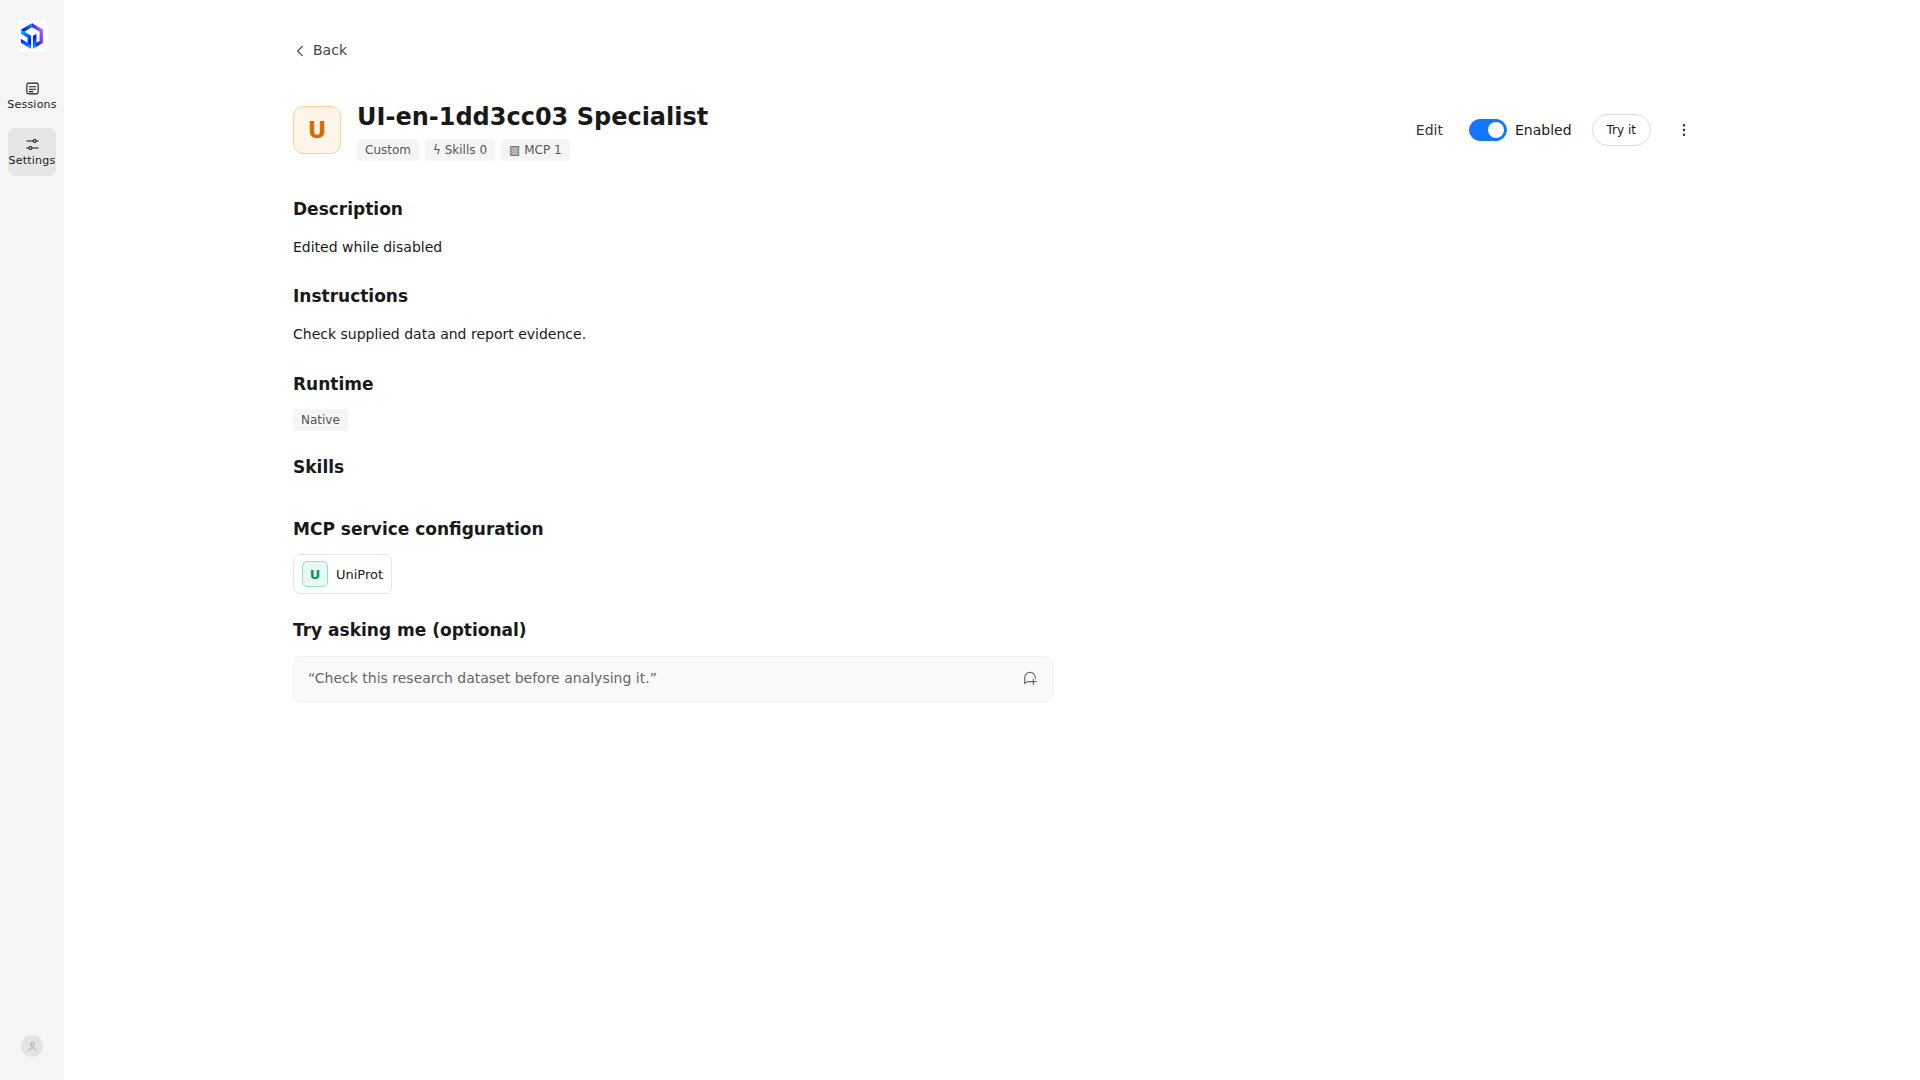 Back
Sessions
Settings
U
UI-en-1dd3cc03 Specialist
Custom
Skills 0
MCP 1
Edit
Enabled
Try it
Description
Edited while disabled
Instructions
Check supplied data and report evidence.
Runtime
Native
Skills
MCP service configuration
U
UniProt
Try asking me (optional)
“Check this research dataset before analysing it.”